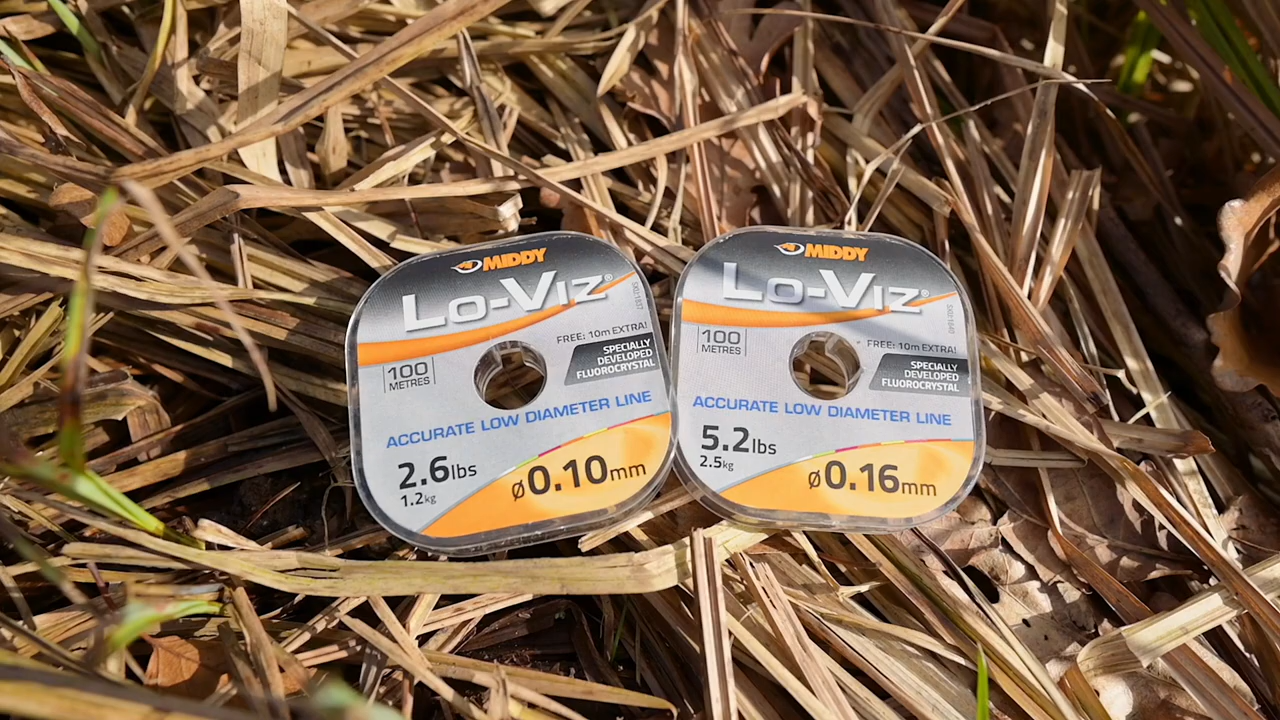 MIDDY
LO-VIZ®
FREE: 10m EXTRA!
100
METRES
SPECIALLY
DEVELOPED
FLUOROCRYSTAL
ACCURATE LOW DIAMETER LINE
2.6lbs
1.2kg
ø0.10mm
MIDDY
LO-VIZ®
FREE: 10m EXTRA!
100
METRES
SPECIALLY
DEVELOPED
FLUOROCRYSTAL
ACCURATE LOW DIAMETER LINE
5.2lbs
2.5kg
ø0.16mm